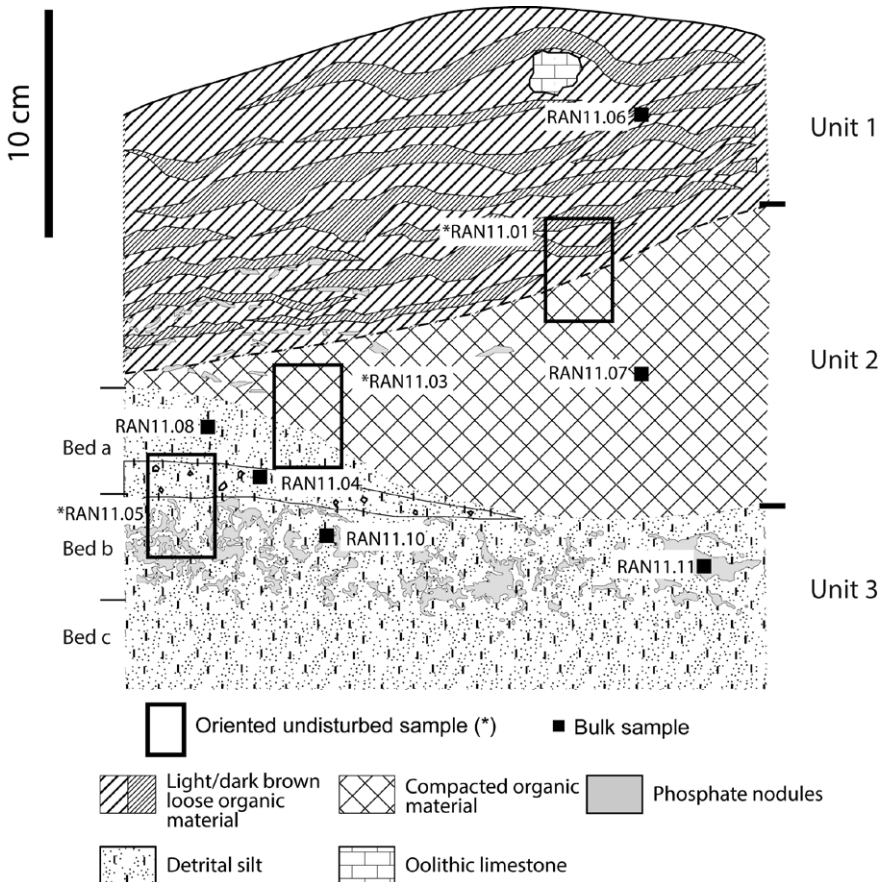 10 cm
RAN11.06
Unit 1
*RAN11.01
Unit 2
*RAN11.03
RAN11.07
RAN11.08
Bed a
RAN11.04
*RAN11.05
Bed b
RAN11.10
RAN11.11
Unit 3
Bed c
Oriented undisturbed sample (*)
Bulk sample
Light/dark brown
loose organic
material
Compacted organic
material
Phosphate nodules
Detrital silt
Oolithic limestone